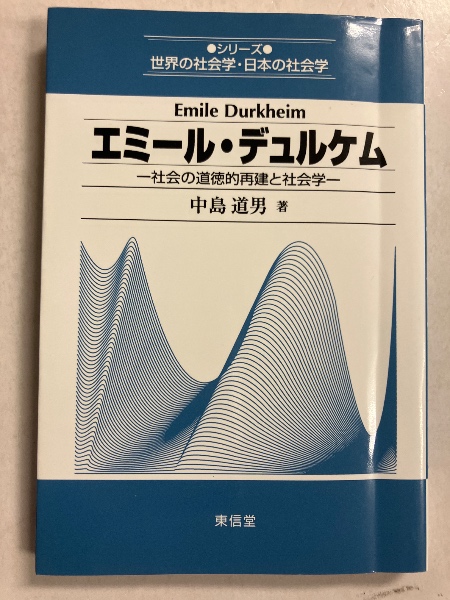 ●シリーズ●
世界の社会学・日本の社会学
Emile Durkheim
エミール・デュルケム
―社会の道徳的再建と社会学―
中島 道男 著
東信堂